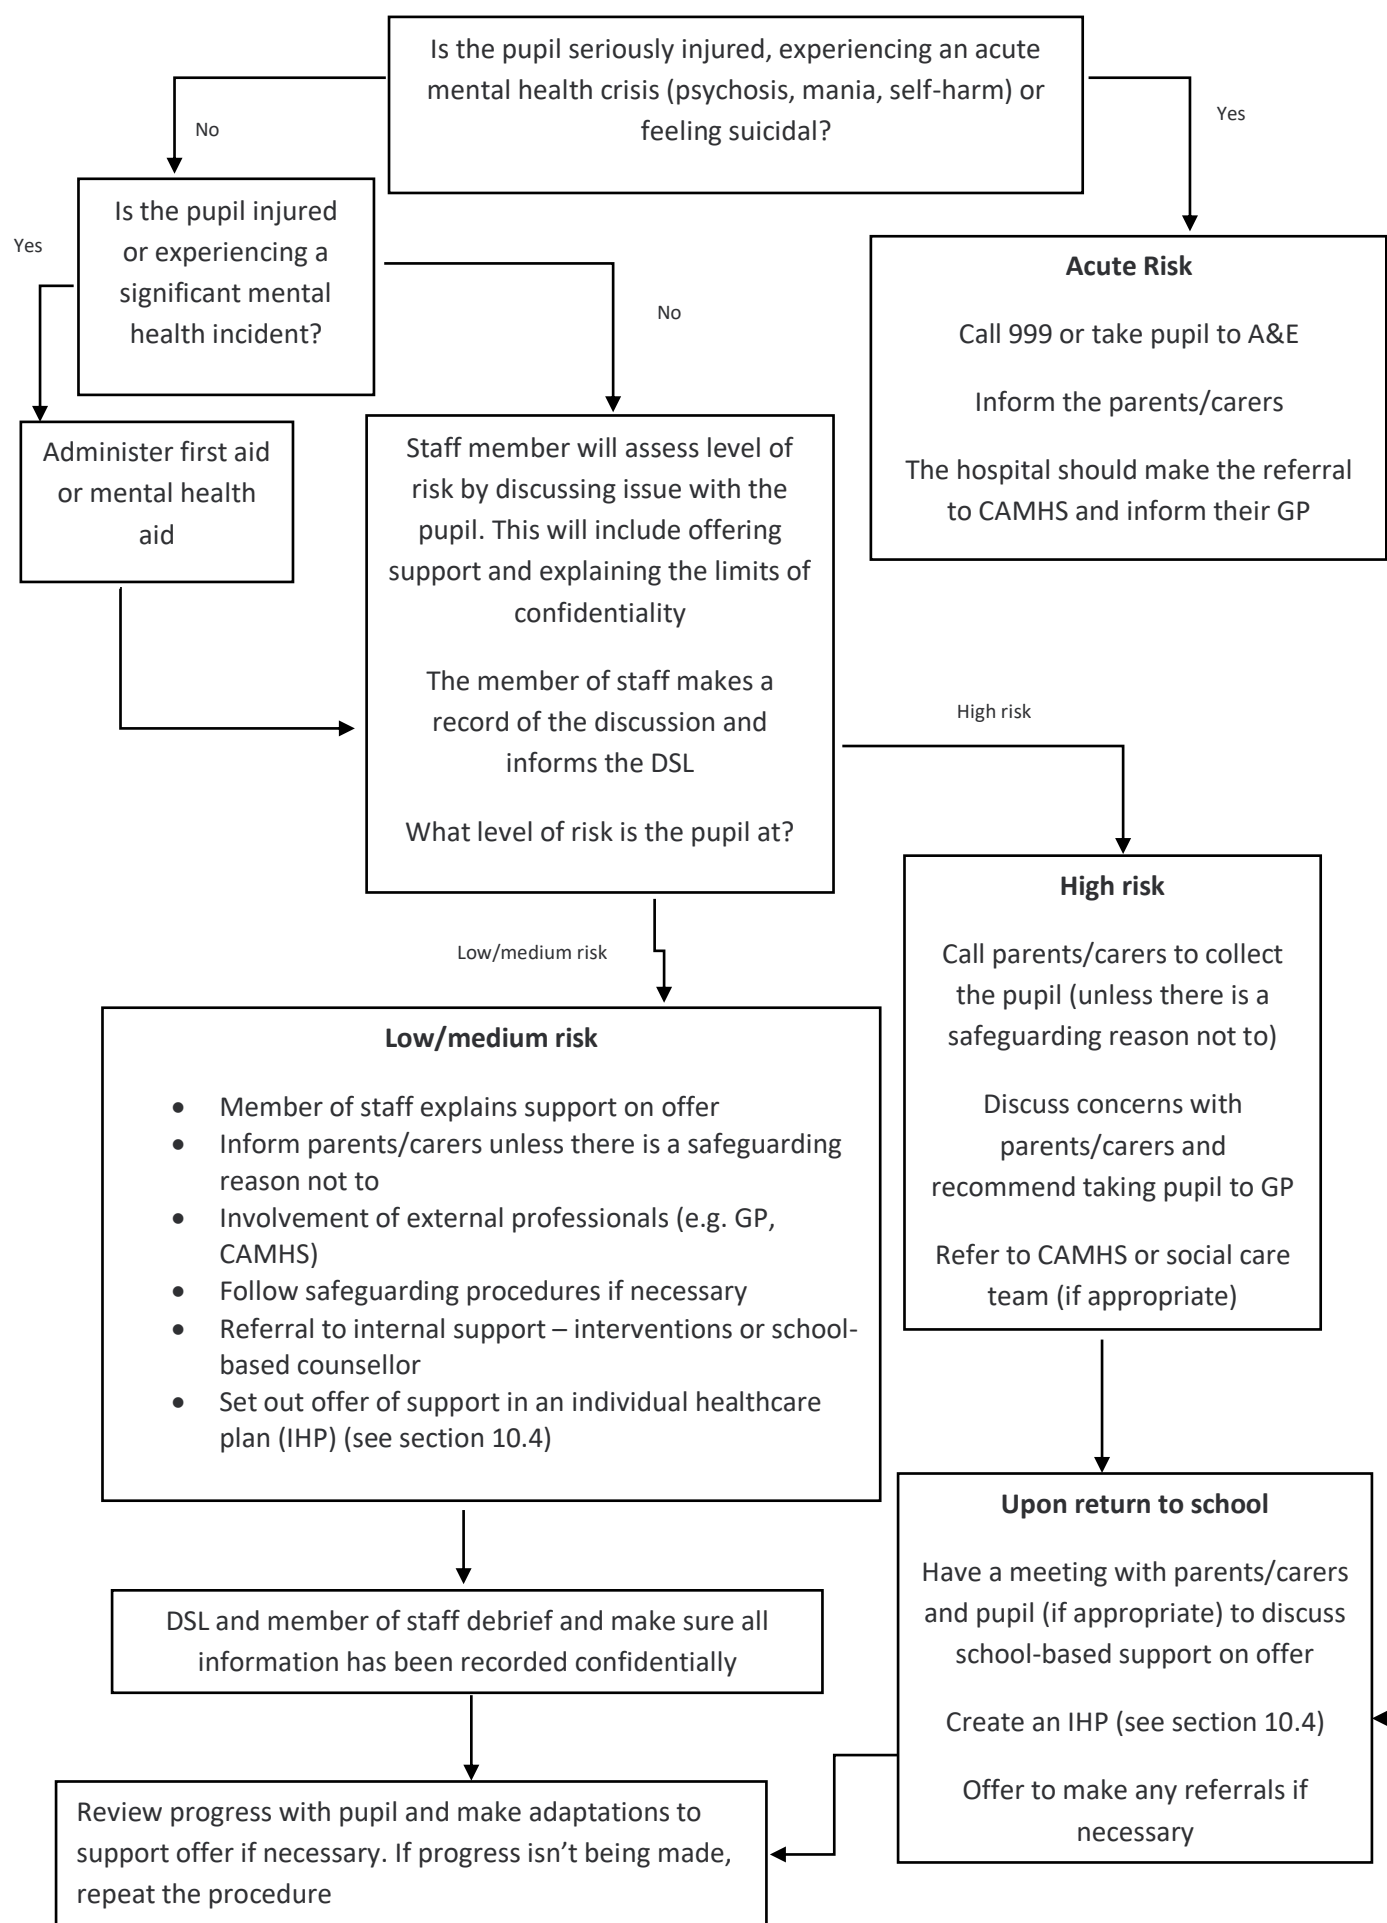 Is the pupil seriously injured, experiencing an acute
mental health crisis (psychosis, mania, self-harm) or
feeling suicidal?
No
Yes
Is the pupil injured
or experiencing a
significant mental
health incident?
Yes
No
Acute Risk
Call 999 or take pupil to A&E
Inform the parents/carers
The hospital should make the referral
to CAMHS and inform their GP
Administer first aid
or mental health
aid
Staff member will assess level of
risk by discussing issue with the
pupil. This will include offering
support and explaining the limits of
confidentiality
The member of staff makes a
record of the discussion and
informs the DSL
What level of risk is the pupil at?
High risk
Low/medium risk
High risk
Call parents/carers to collect
the pupil (unless there is a
safeguarding reason not to)
Discuss concerns with
parents/carers and
recommend taking pupil to GP
Refer to CAMHS or social care
team (if appropriate)
Low/medium risk
• Member of staff explains support on offer
• Inform parents/carers unless there is a safeguarding
reason not to
• Involvement of external professionals (e.g. GP,
CAMHS)
• Follow safeguarding procedures if necessary
• Referral to internal support – interventions or school-
based counsellor
• Set out offer of support in an individual healthcare
plan (IHP) (see section 10.4)
Upon return to school
Have a meeting with parents/carers
and pupil (if appropriate) to discuss
school-based support on offer
Create an IHP (see section 10.4)
Offer to make any referrals if
necessary
DSL and member of staff debrief and make sure all
information has been recorded confidentially
Review progress with pupil and make adaptations to
support offer if necessary. If progress isn’t being made,
repeat the procedure